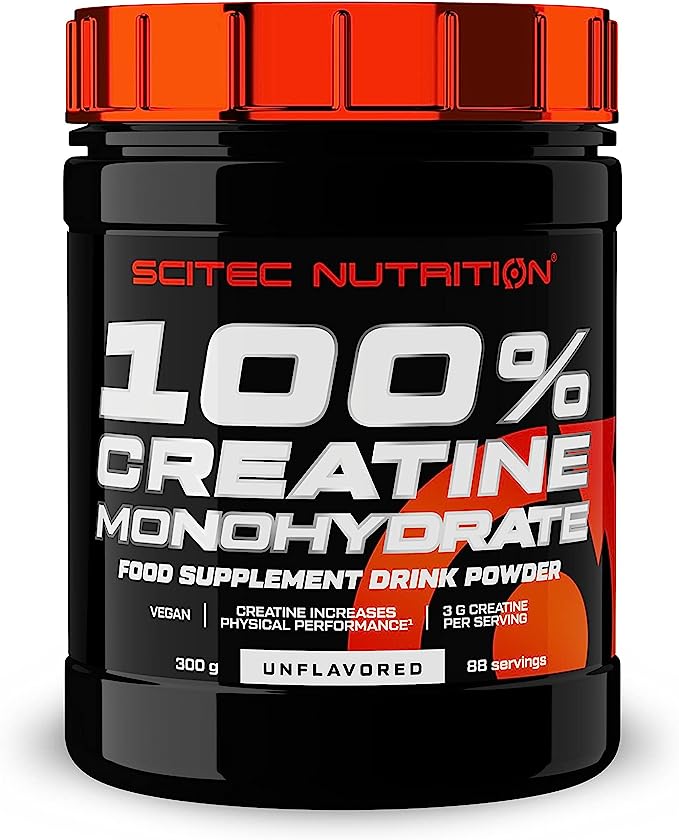 SCITEC NUTRITION®
100%
CREATINE
MONOHYDRATE
FOOD SUPPLEMENT DRINK POWDER
VEGAN | CREATINE INCREASES PHYSICAL PERFORMANCE¹ | 3 G CREATINE PER SERVING
300 g UNFLAVORED 88 servings